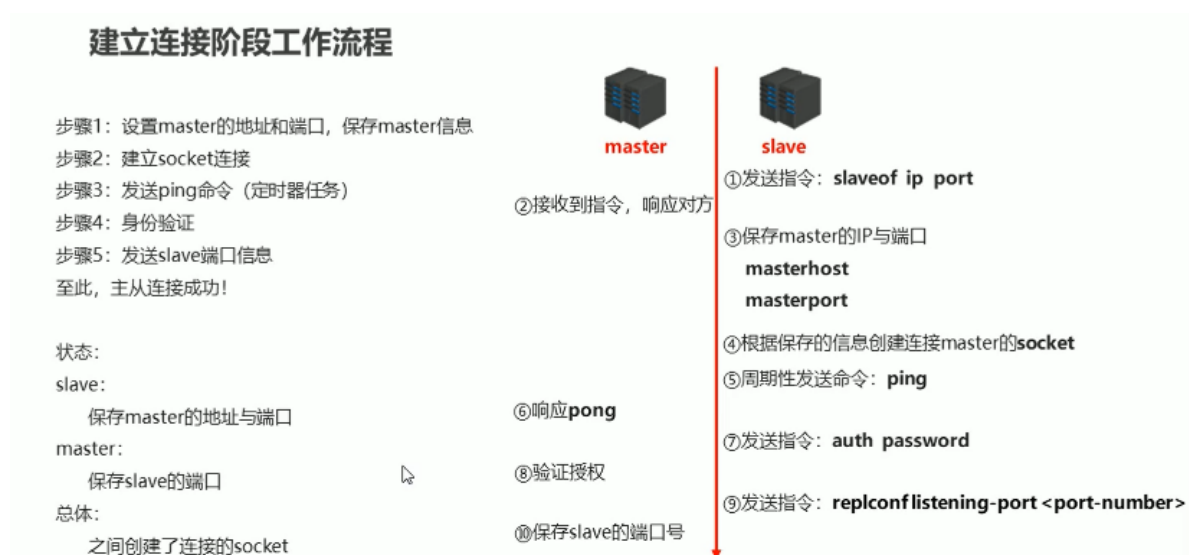 建立连接阶段工作流程
步骤1：设置master的地址和端口，保存master信息
步骤2：建立socket连接
步骤3：发送ping命令（定时器任务）
步骤4：身份验证
步骤5：发送slave端口信息
至此，主从连接成功！
状态：
slave：
保存master的地址与端口
master：
保存slave的端口
总体：
之间创建了连接的socket
master
slave
①发送指令：slaveof ip port
②接收到指令，响应对方
③保存master的IP与端口
masterhost
masterport
④根据保存的信息创建连接master的socket
⑤周期性发送命令：ping
⑥响应pong
⑦发送指令：auth password
⑧验证授权
⑨发送指令：replconf listening-port <port-number>
⑩保存slave的端口号